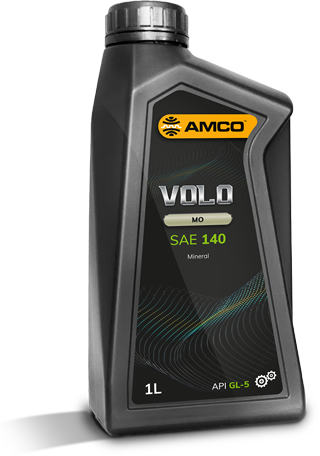 AMCO
VOLO
MO
SAE 140
Mineral
1L
API GL-5